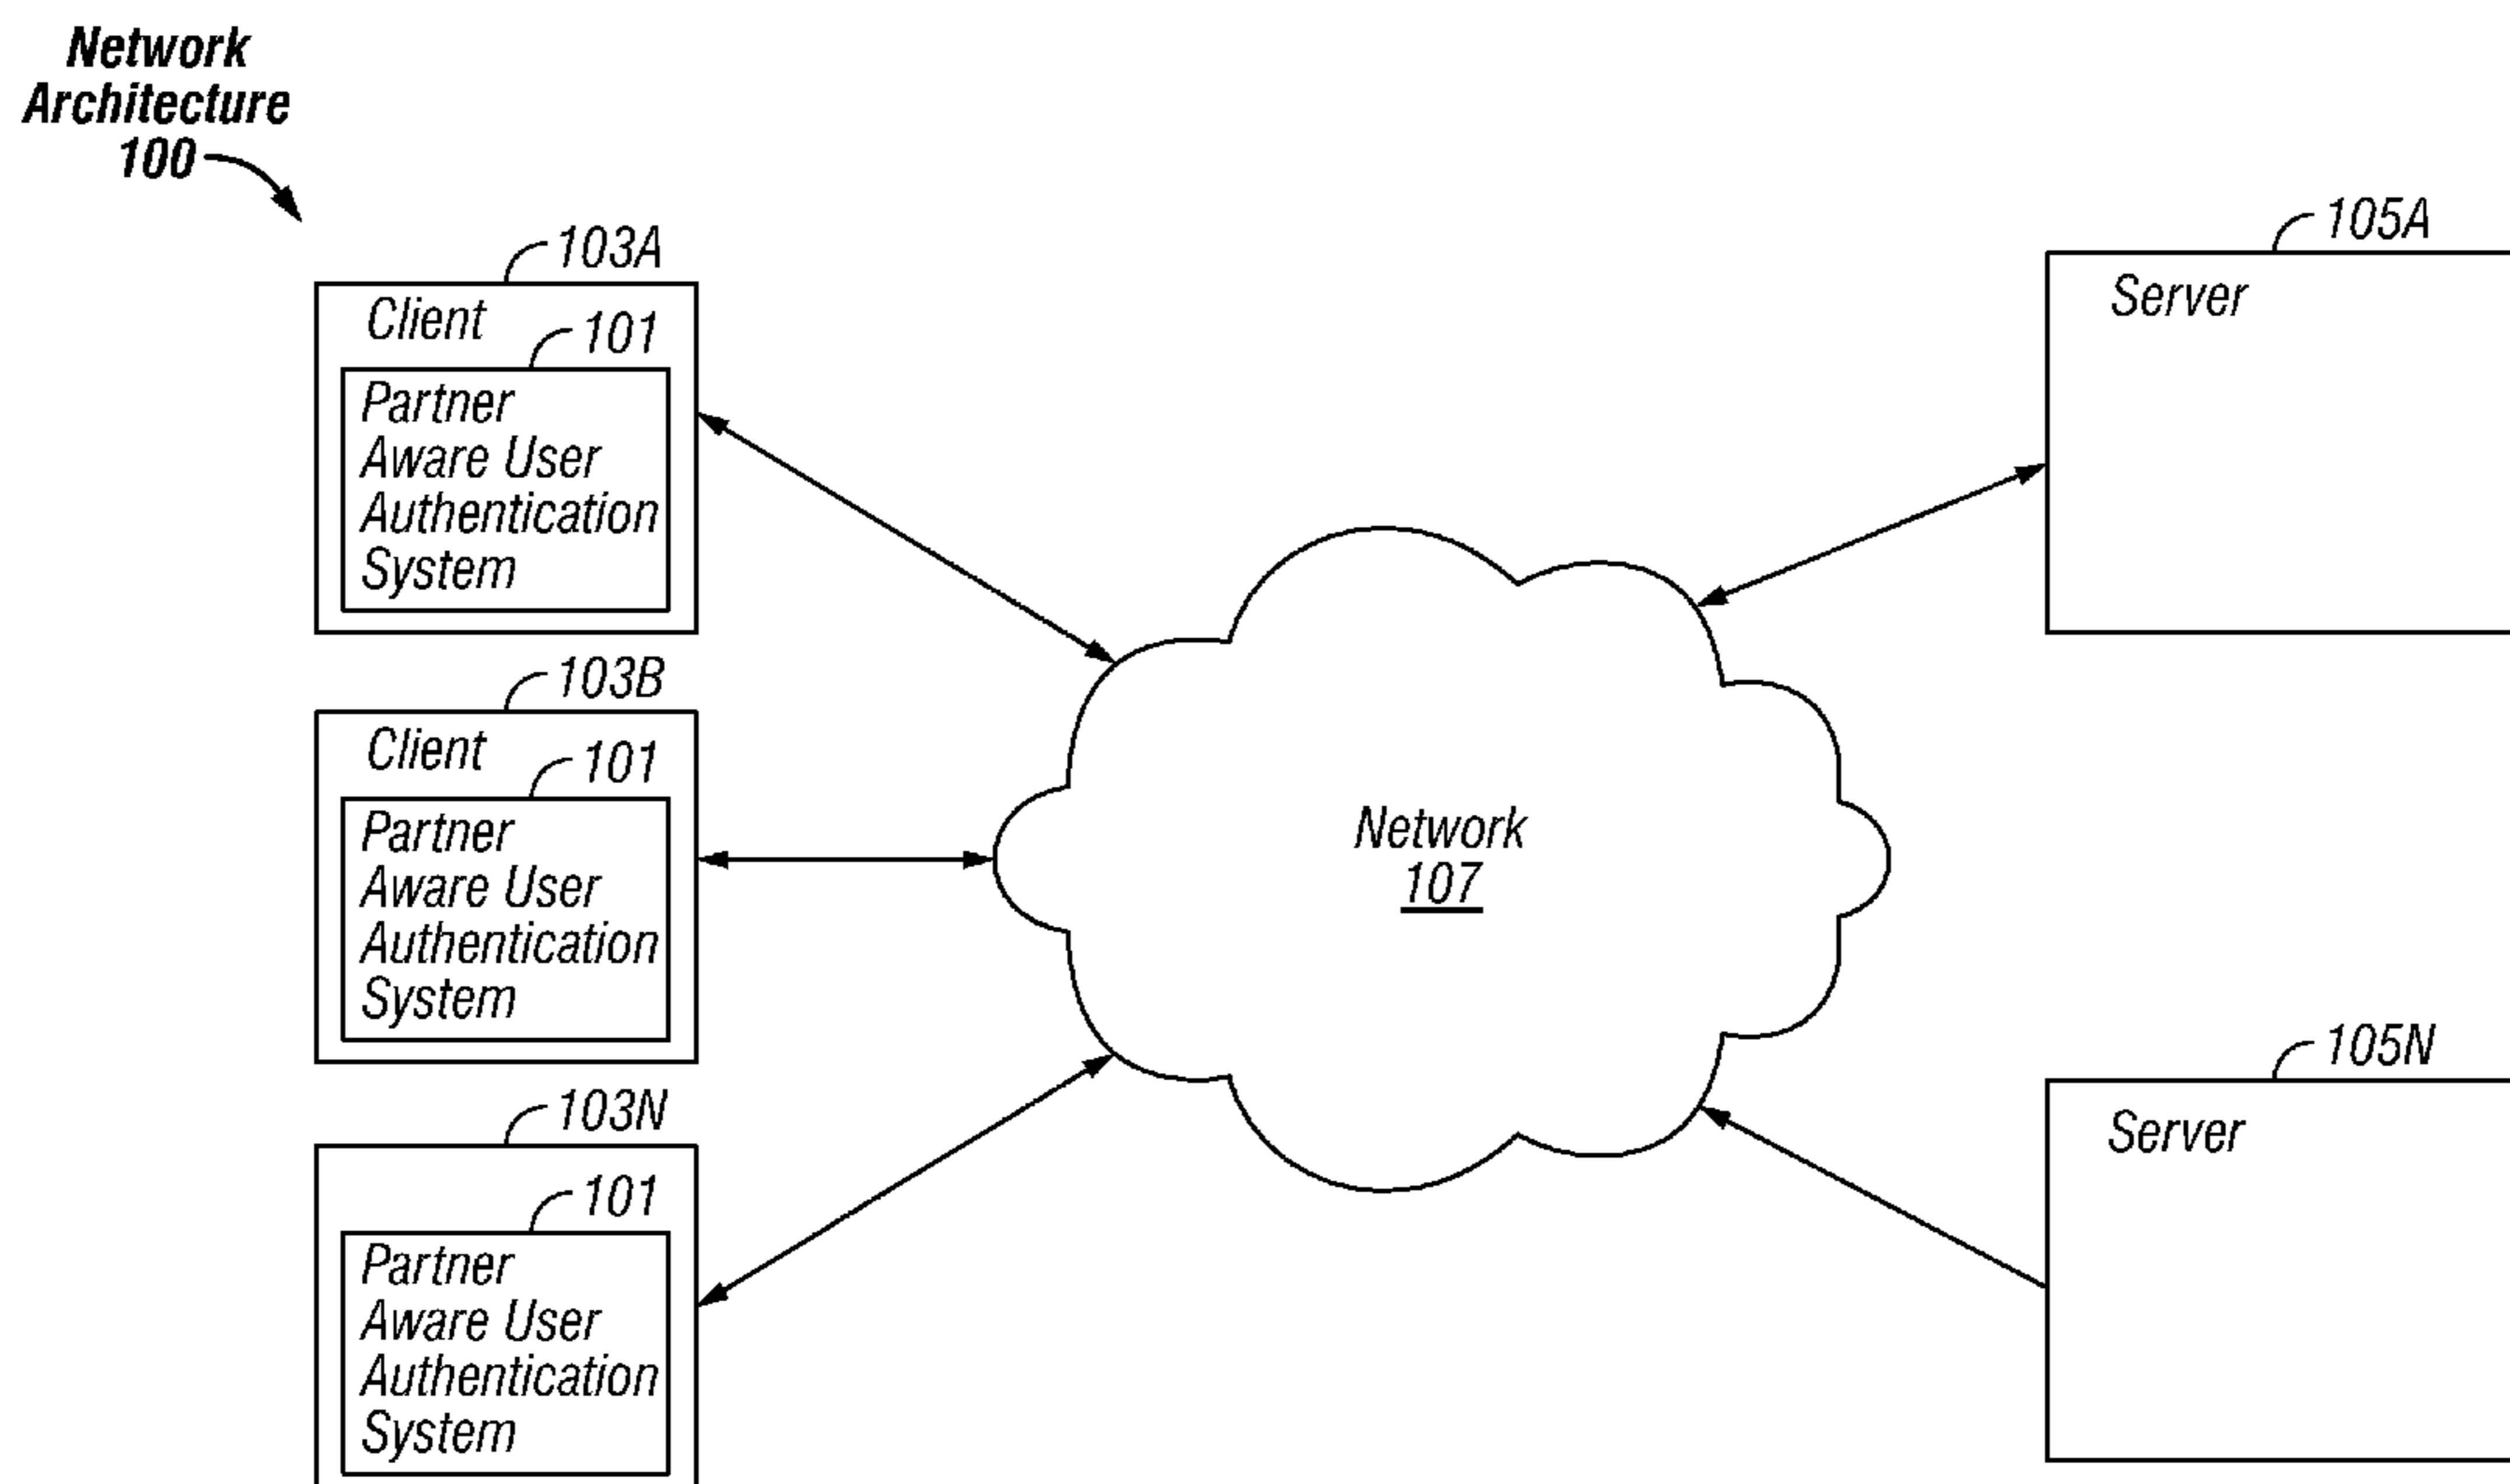 Network
Architecture
100
103A
Client
101
Partner
Aware User
Authentication
System
103B
Client
101
Partner
Aware User
Authentication
System
103N
101
Partner
Aware User
Authentication
System
Network
107
105A
Server
105N
Server